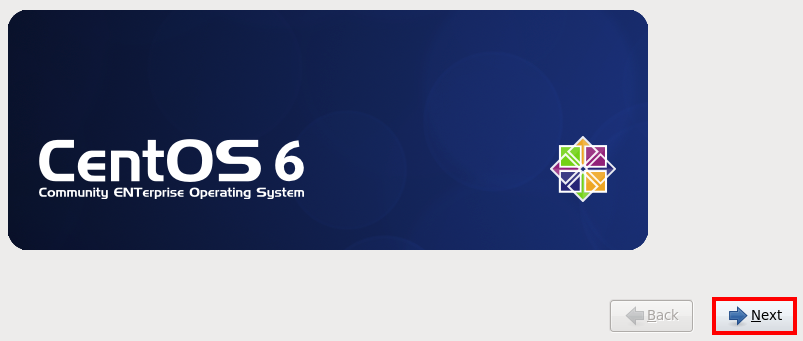 CentOS 6
Community ENTerprise Operating System
Back
Next